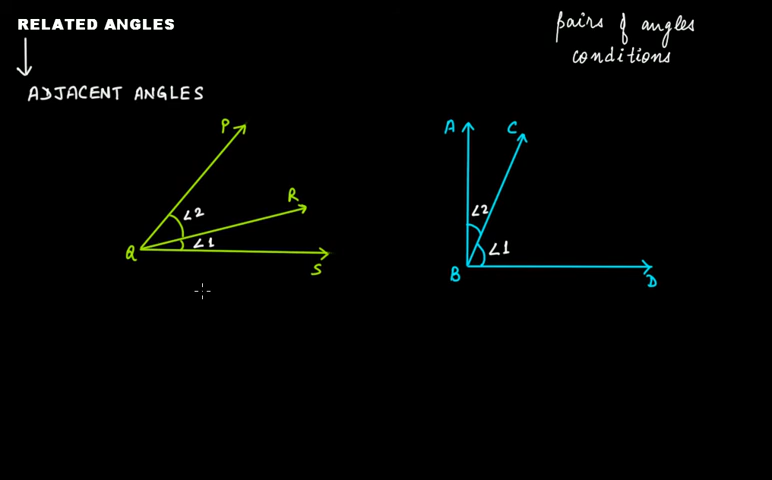 RELATED ANGLES
pairs of angles
conditions
ADJACENT ANGLES
P
R
∠2
∠1
Q
S
A
C
∠2
∠1
B
D